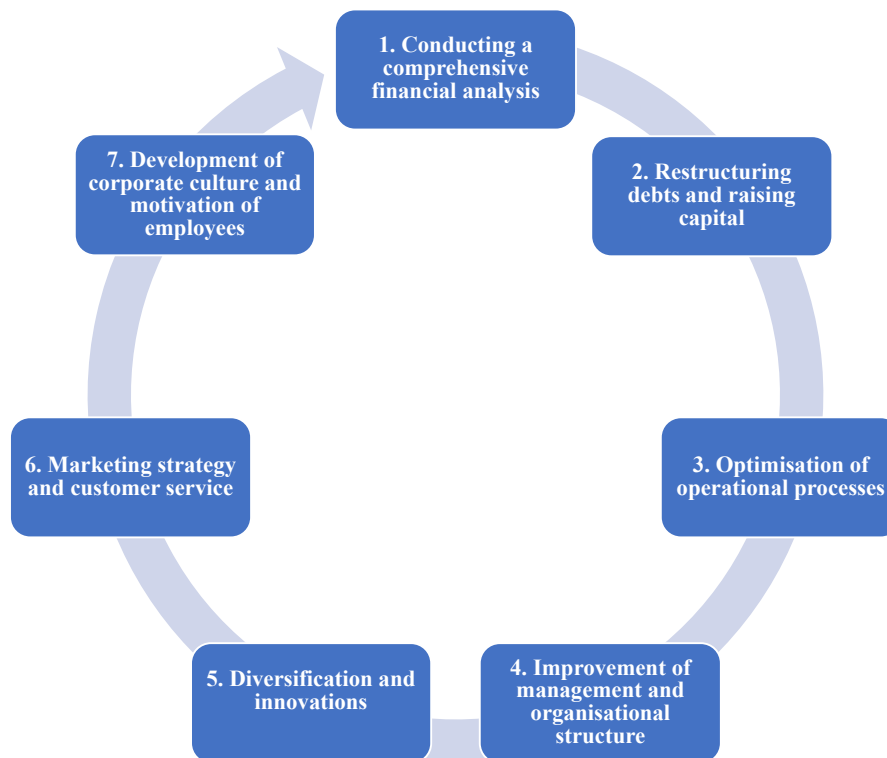 1. Conducting a
comprehensive
financial analysis
2. Restructuring
debts and raising
capital
3. Optimisation of
operational processes
4. Improvement of
management and
organisational
structure
5. Diversification and
innovations
6. Marketing strategy
and customer service
7. Development of
corporate culture and
motivation of
employees